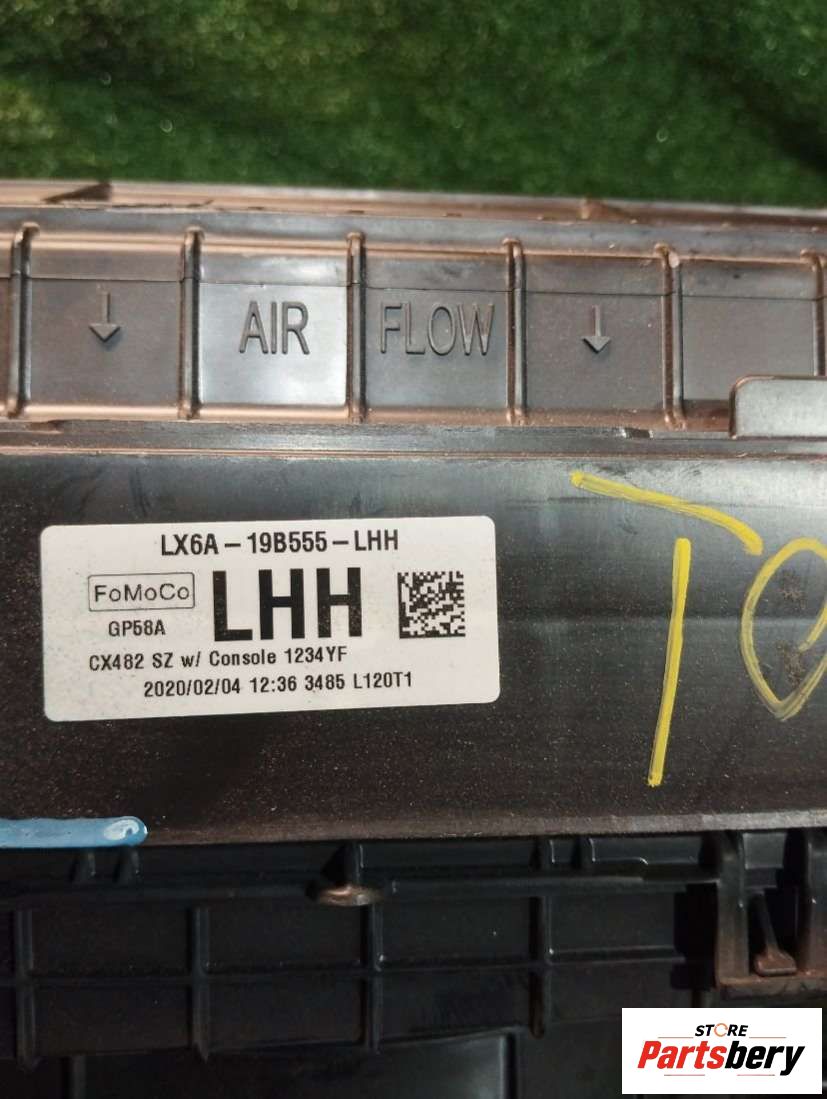 ↓ AIR FLOW ↓
LX6A-19B555-LHH
FoMoCo
LHH
GP58A
CX482 SZ w/ Console 1234YF
2020/02/04 12:36 3485 L120T1
STORE
Partsbery